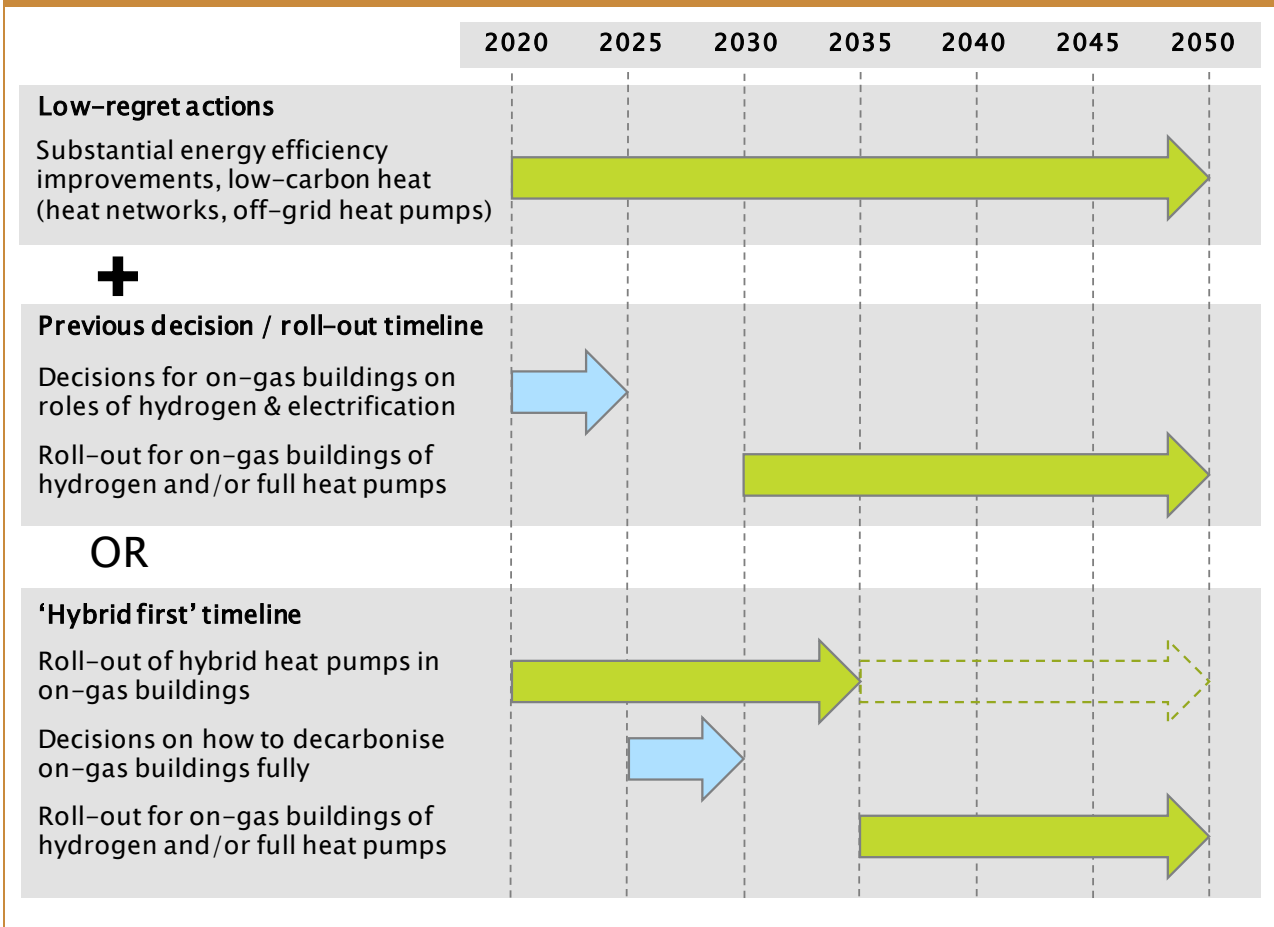 2020 2025 2030 2035 2040 2045 2050
Low-regret actions
Substantial energy efficiency
improvements, low-carbon heat
(heat networks, off-grid heat pumps)
+
Previous decision / roll-out timeline
Decisions for on-gas buildings on
roles of hydrogen & electrification
Roll-out for on-gas buildings of
hydrogen and/or full heat pumps
OR
‘Hybrid first’ timeline
Roll-out of hybrid heat pumps in
on-gas buildings
Decisions on how to decarbonise
on-gas buildings fully
Roll-out for on-gas buildings of
hydrogen and/or full heat pumps